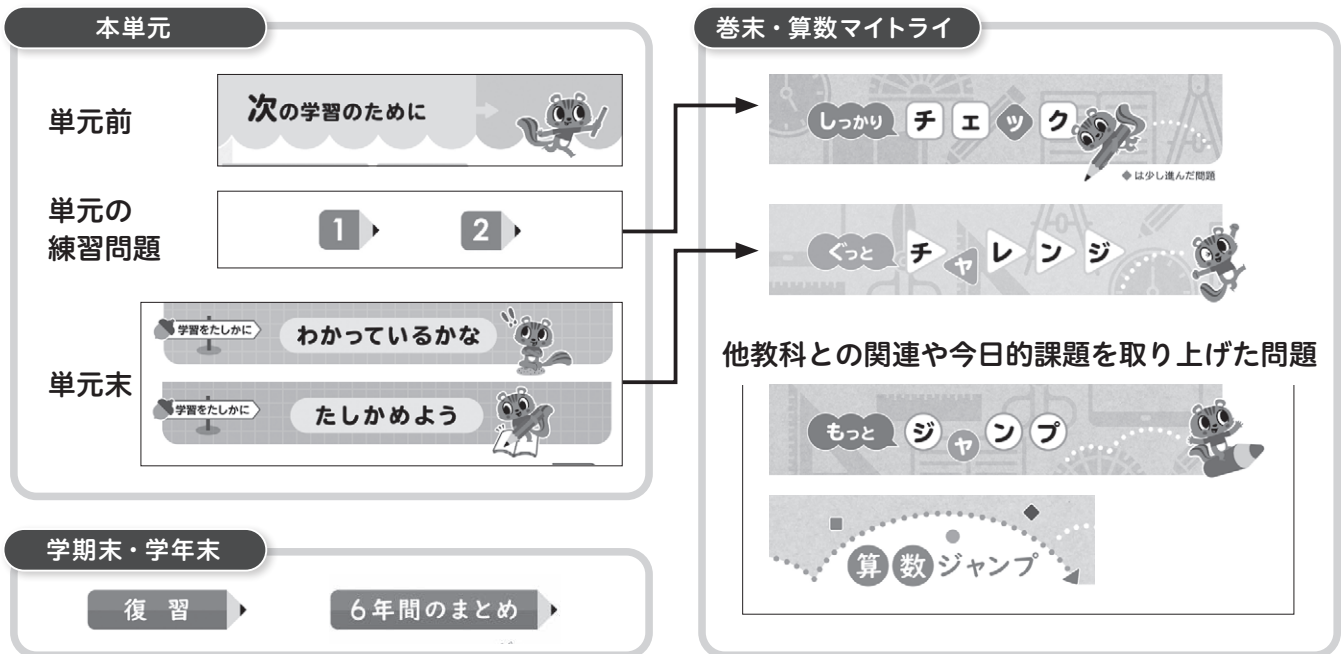 本単元
単元前
次の学習のために
単元の
練習問題
1 2
単元末
学習をたしかに わかっているかな
学習をたしかに たしかめよう
学期末・学年末
復習 6年間のまとめ
巻末・算数マイトライ
しっかり チェック
◆は少し進んだ問題
ぐっと チャレンジ
他教科との関連や今日的課題を取り上げた問題
もっと ジャンプ
算数ジャンプ